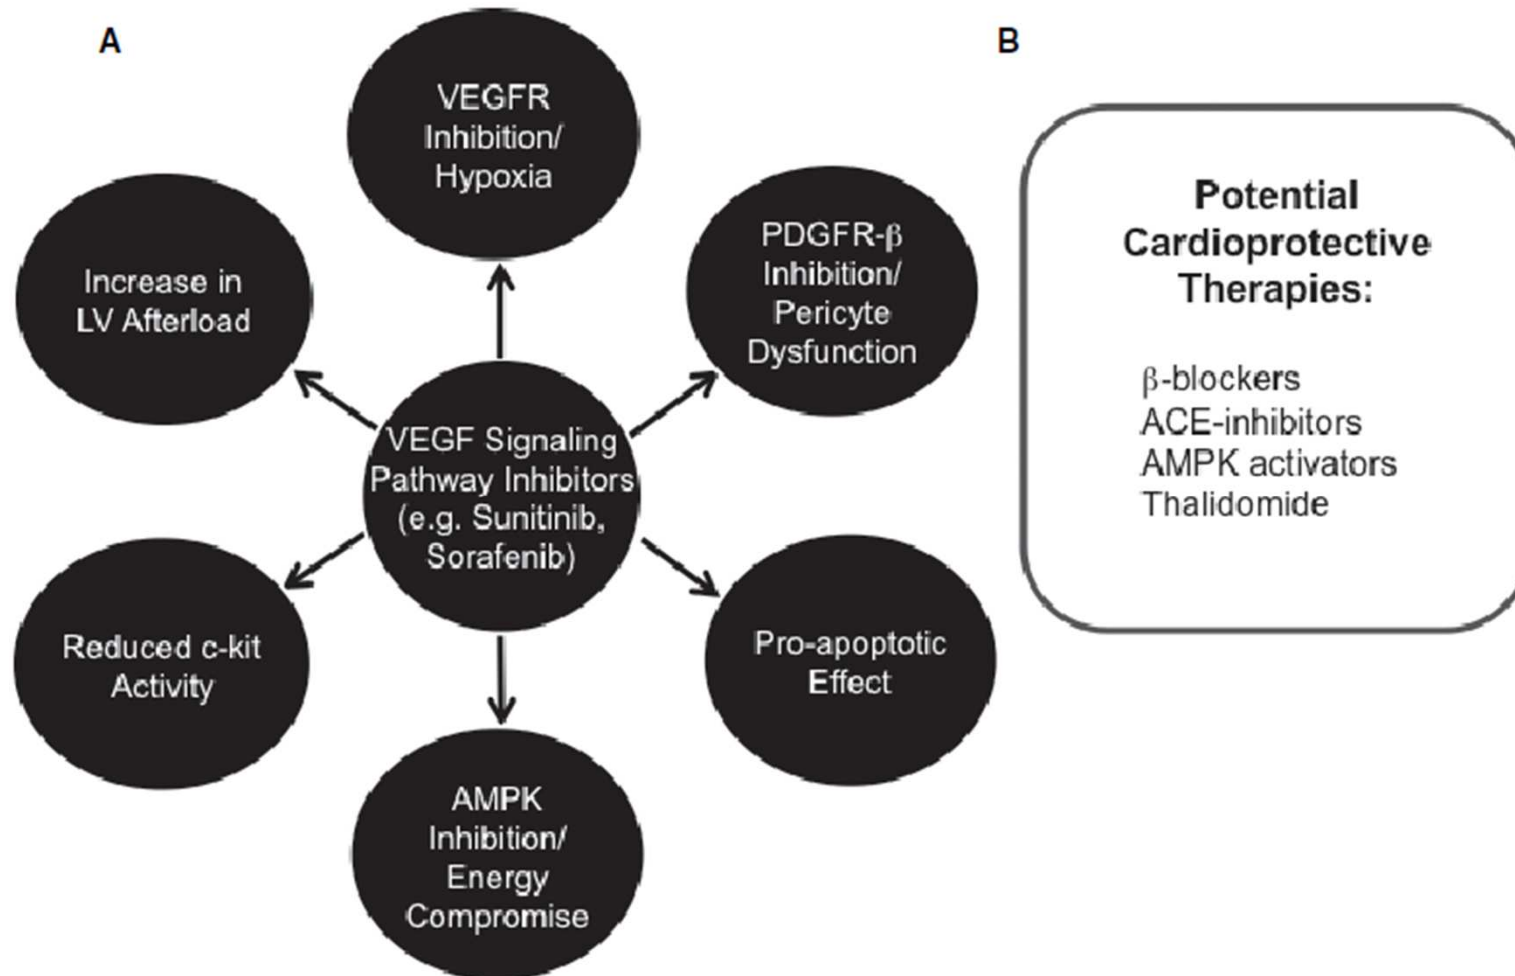 A
B
VEGFR
Inhibition/
Hypoxia
PDGFR-β
Inhibition/
Pericyte
Dysfunction
Increase in
LV Afterload
VEGF Signaling
Pathway Inhibitors
(e.g. Sunitinib,
Sorafenib)
Reduced c-kit
Activity
Pro-apoptotic
Effect
AMPK
Inhibition/
Energy
Compromise
Potential
Cardioprotective
Therapies:
β-blockers
ACE-inhibitors
AMPK activators
Thalidomide